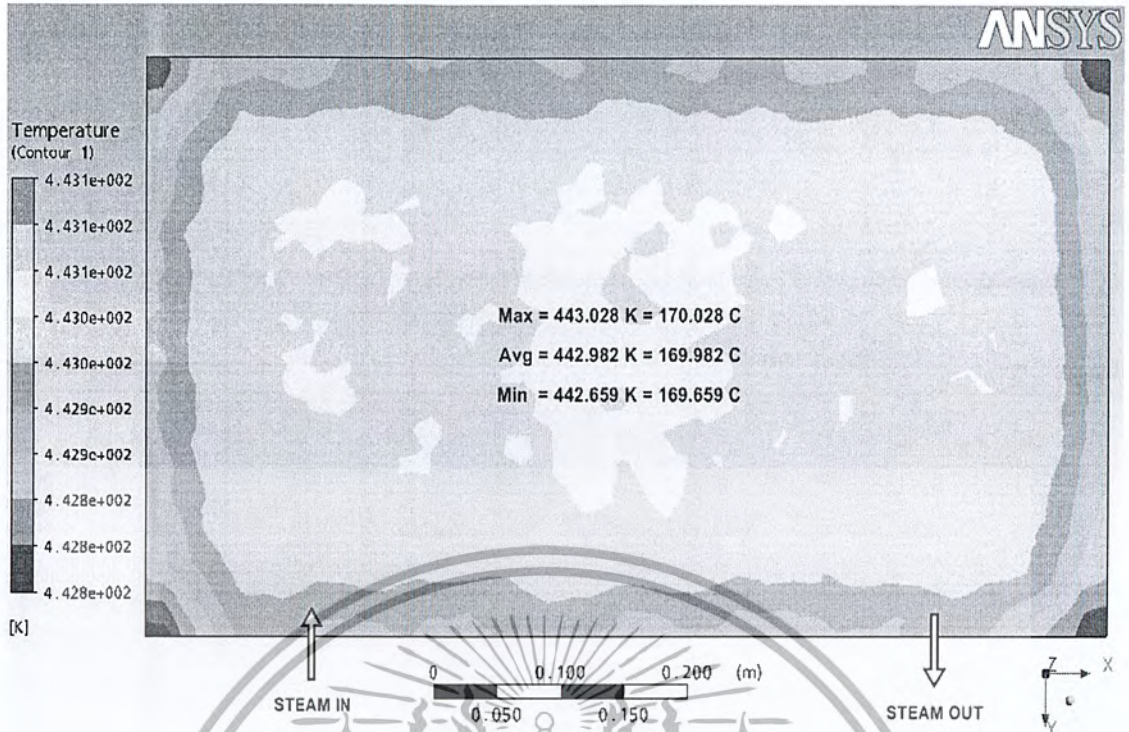 ANSYS
Temperature
(Contour 1)
4.431e+002
4.431e+002
4.431e+002
4.430e+002
4.430e+002
4.429e+002
4.429e+002
4.428e+002
4.428e+002
4.428e+002
[K]
Max = 443.028 K = 170.028 C
Avg = 442.982 K = 169.982 C
Min = 442.659 K = 169.659 C
STEAM IN
0 0.100 0.200 (m)
0.050 0.150
STEAM OUT
Z X
Y